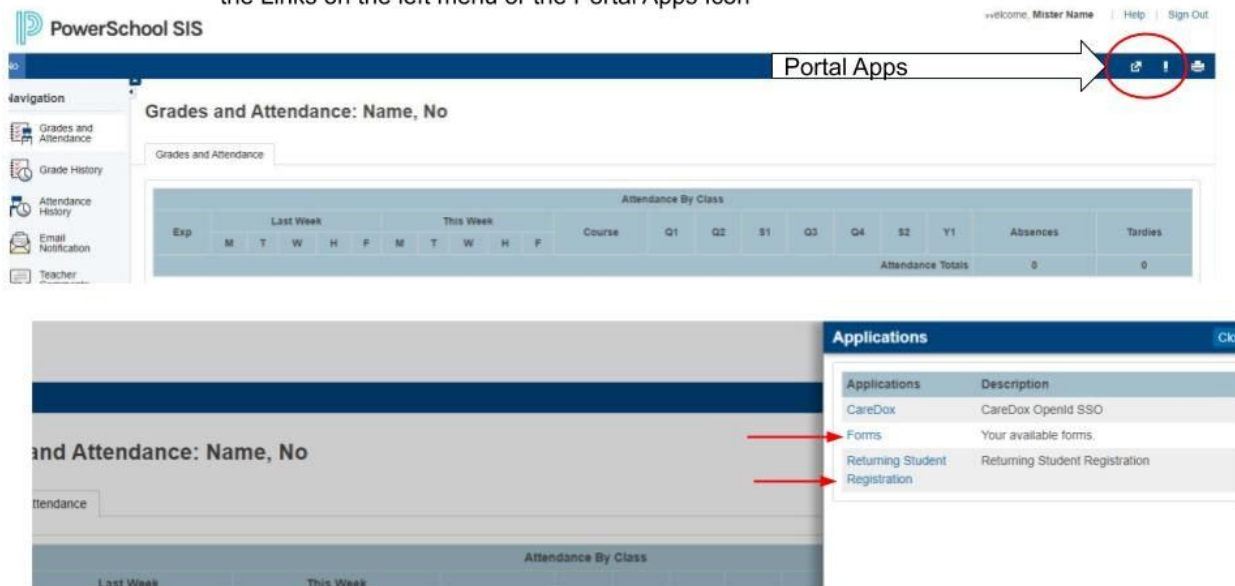 the Links on the left menu or the Portal Apps Icon
PowerSchool SIS
Welcome, Mister Name | Help | Sign Out
Portal Apps
Navigation
Grades and Attendance: Name, No
Grades and
Attendance
Grades and Attendance
Grade History
Attendance
History
Email
Notification
Teacher
Comments
Attendance By Class
Exp Last Week This Week Course Q1 Q2 S1 Q3 Q4 S2 Y1 Absences Tardies
M T W H F M T W H F
Attendance Totals 0 0
Applications
Applications Description
CareDox CareDox OpenId SSO
Forms Your available forms.
Returning Student Returning Student Registration
Registration
and Attendance: Name, No
ttendance
Attendance By Class
Last Week This Week